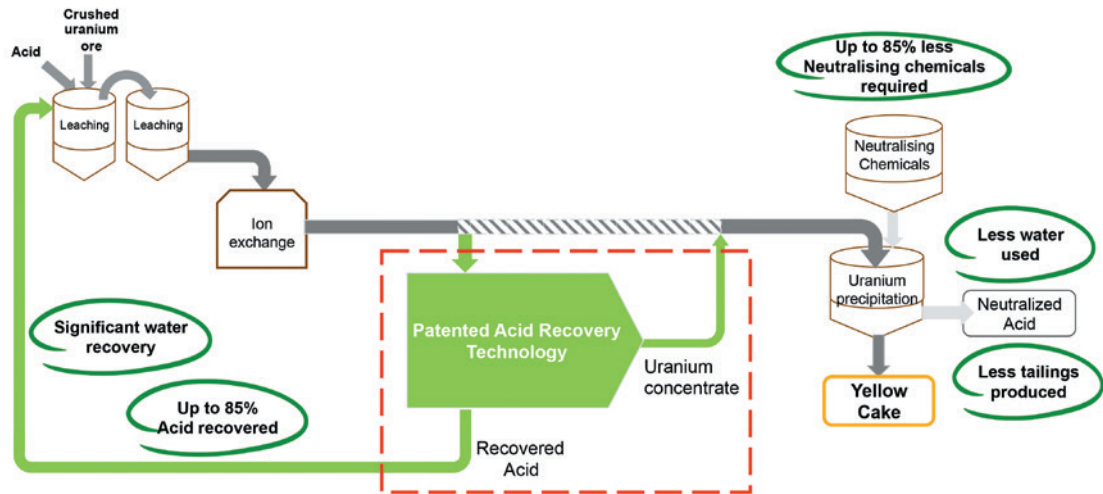 Crushed
uranium
ore
Acid
Leaching
Leaching
Ion
exchange
Up to 85% less
Neutralising chemicals
required
Neutralising
Chemicals
Less water
used
Uranium
precipitation
Neutralized
Acid
Patented Acid Recovery
Technology
Uranium
concentrate
Significant water
recovery
Up to 85%
Acid recovered
Recovered
Acid
Yellow
Cake
Less tailings
produced